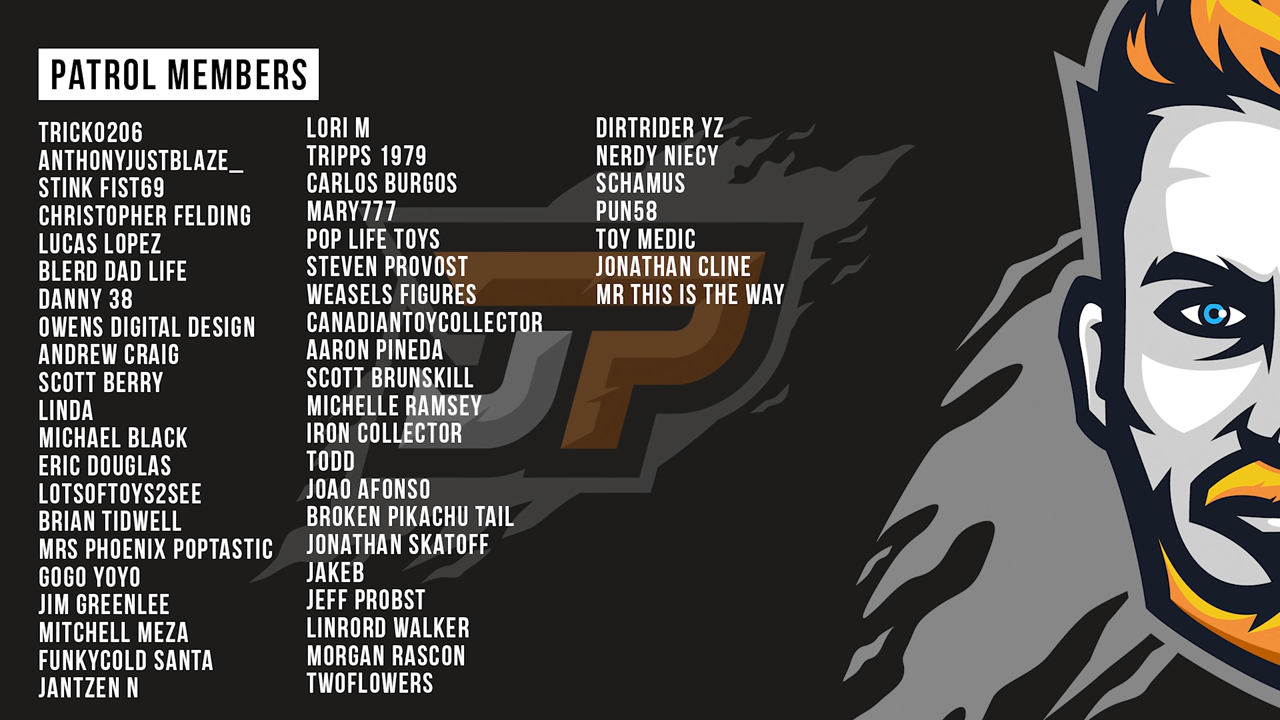 PATROL MEMBERS
TRICKO206
ANTHONYJUSTBLAZE_
STINK FIST69
CHRISTOPHER FELDING
LUCAS LOPEZ
BLERD DAD LIFE
DANNY 38
OWENS DIGITAL DESIGN
ANDREW CRAIG
SCOTT BERRY
LINDA
MICHAEL BLACK
ERIC DOUGLAS
LOTSOFTOYS2SEE
BRIAN TIDWELL
MRS PHOENIX POPTASTIC
GOGO YOYO
JIM GREENLEE
MITCHELL MEZA
FUNKYCOLD SANTA
JANTZEN N
LORI M
TRIPPS 1979
CARLOS BURGOS
MARY777
POP LIFE TOYS
STEVEN PROVOST
WEASELS FIGURES
CANADIANTOYCOLLECTOR
AARON PINEDA
SCOTT BRUNSKILL
MICHELLE RAMSEY
IRON COLLECTOR
TODD
JOAO AFONSO
BROKEN PIKACHU TAIL
JONATHAN SKATOFF
JAKEB
JEFF PROBST
LINRORD WALKER
MORGAN RASCON
TWOFLOWERS
DIRTRIDER YZ
NERDY NIECY
SCHAMUS
PUN58
TOY MEDIC
JONATHAN CLINE
MR THIS IS THE WAY
JP